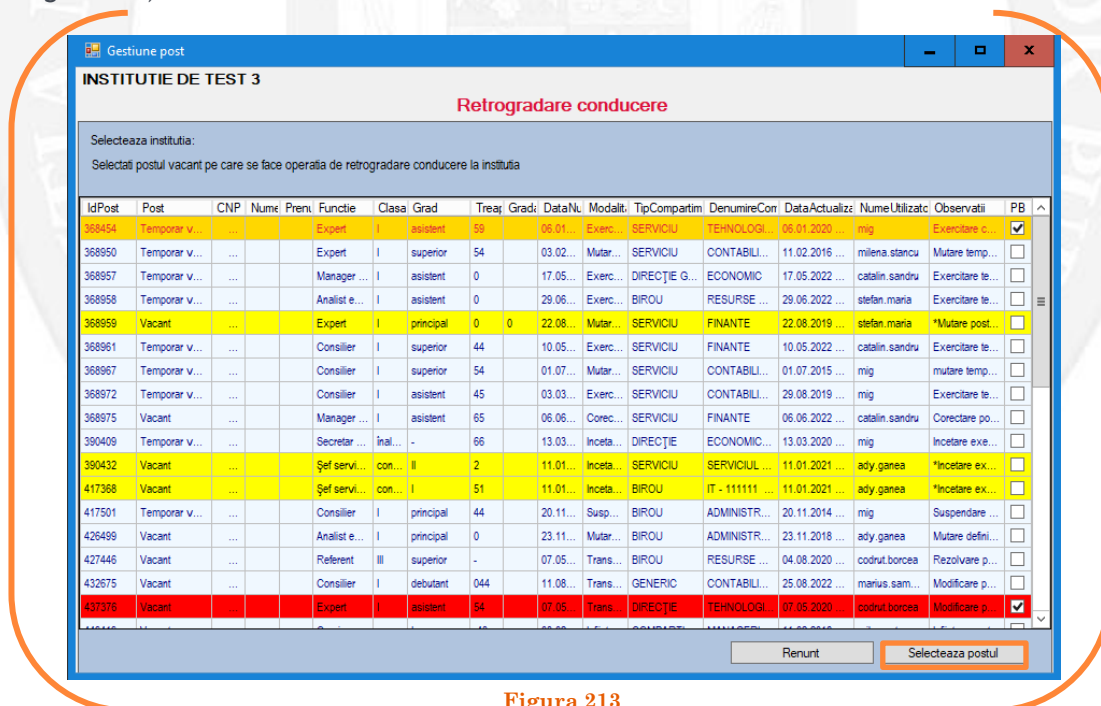 Gestiune post
INSTITUTIE DE TEST 3
Retrogradare conducere
Selecteaza institutia:
Selectati postul vacant pe care se face operatia de retrogradare conducere la institutia
IdPost Post CNP Nume Prenu Functie Clasa Grad Treap Grada DataNu Modalit. TipCompartim DenumireCom DataActualiza NumeUtilizato Observatii PB
368454 Temporar v... ... Expert I asistent 59 06.01... Exerc... SERVICIU TEHNOLOGI... 06.01.2020 ... mig Exercitare c...
368950 Temporar v... ... Expert I superior 54 03.02... Mutar... SERVICIU CONTABILI... 11.02.2016 ... milena.stancu Mutare temp...
368957 Temporar v... ... Manager ... I asistent 0 17.05... Exerc... DIRECŢIE G... ECONOMIC 17.05.2022 ... catalin.sandru Exercitare te...
368958 Temporar v... ... Analist e... I asistent 0 29.06... Exerc... BIROU RESURSE ... 29.06.2022 ... stefan.maria Exercitare te...
368959 Vacant ... Expert I principal 0 0 22.08... Mutar... SERVICIU FINANTE 22.08.2019 ... stefan.maria *Mutare post...
368961 Temporar v... ... Consilier I superior 44 10.05... Exerc... SERVICIU FINANTE 10.05.2022 ... catalin.sandru Exercitare te...
368967 Temporar v... ... Consilier I superior 54 01.07... Mutar... SERVICIU CONTABILI... 01.07.2015 ... mig mutare temp...
368972 Temporar v... ... Consilier I asistent 45 03.03... Exerc... SERVICIU CONTABILI... 29.08.2019 ... mig Exercitare te...
368975 Vacant ... Manager ... I asistent 65 06.06... Corec... SERVICIU FINANTE 06.06.2022 ... catalin.sandru Corectare po...
390409 Temporar v... ... Secretar ... înal... - 66 13.03... Inceta... DIRECŢIE ECONOMIC... 13.03.2020 ... mig Incetare exe...
390432 Vacant ... Şef servi... con... II 2 11.01... Inceta... SERVICIU SERVICIUL ... 11.01.2021 ... ady.ganea *Incetare ex...
417368 Vacant ... Şef servi... con... I 51 11.01... Inceta... BIROU IT - 111111 ... 11.01.2021 ... ady.ganea *Incetare ex...
417501 Temporar v... ... Consilier I principal 44 20.11... Susp... BIROU ADMINISTR... 20.11.2014 ... mig Suspendare ...
426499 Vacant ... Analist e... I principal 0 23.11... Mutar... BIROU ADMINISTR... 23.11.2018 ... ady.ganea Mutare defini...
427446 Vacant ... Referent III superior - 07.05... Trans... BIROU RESURSE ... 04.08.2020 ... codrut.borcea Rezolvare p...
432675 Vacant ... Consilier I debutant 044 11.08... Trans... GENERIC CONTABILI... 25.08.2022 ... marius.sam... Modificare p...
437376 Vacant ... Expert I asistent 54 07.05... Trans... DIRECŢIE TEHNOLOGI... 07.05.2020 ... codrut.borcea Modificare p...
Renunt Selecteaza postul
Figura 213